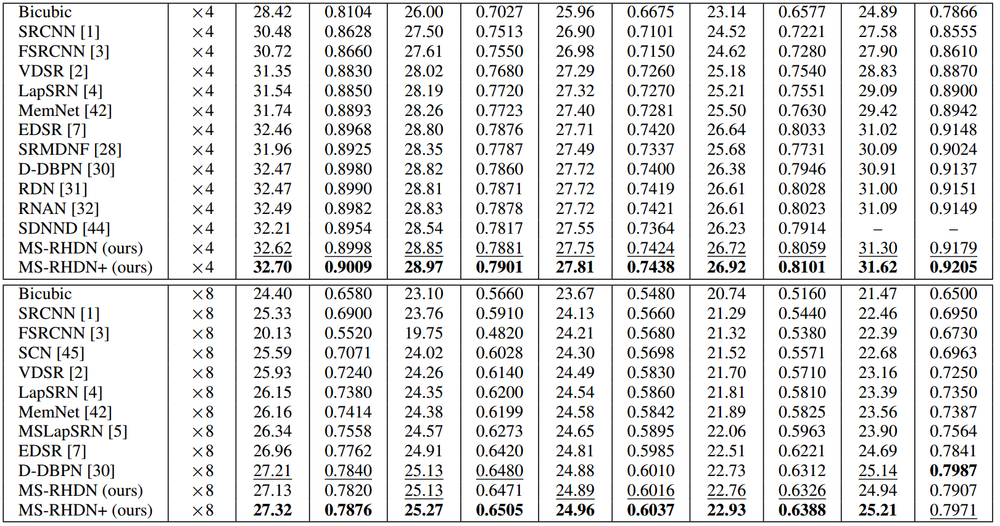 Bicubic ×4 28.42 0.8104 26.00 0.7027 25.96 0.6675 23.14 0.6577 24.89 0.7866
SRCNN [1] ×4 30.48 0.8628 27.50 0.7513 26.90 0.7101 24.52 0.7221 27.58 0.8555
FSRCNN [3] ×4 30.72 0.8660 27.61 0.7550 26.98 0.7150 24.62 0.7280 27.90 0.8610
VDSR [2] ×4 31.35 0.8830 28.02 0.7680 27.29 0.7260 25.18 0.7540 28.83 0.8870
LapSRN [4] ×4 31.54 0.8850 28.19 0.7720 27.32 0.7270 25.21 0.7551 29.09 0.8900
MemNet [42] ×4 31.74 0.8893 28.26 0.7723 27.40 0.7281 25.50 0.7630 29.42 0.8942
EDSR [7] ×4 32.46 0.8968 28.80 0.7876 27.71 0.7420 26.64 0.8033 31.02 0.9148
SRMDNF [28] ×4 31.96 0.8925 28.35 0.7787 27.49 0.7337 25.68 0.7731 30.09 0.9024
D-DBPN [30] ×4 32.47 0.8980 28.82 0.7860 27.72 0.7400 26.38 0.7946 30.91 0.9137
RDN [31] ×4 32.47 0.8990 28.81 0.7871 27.72 0.7419 26.61 0.8028 31.00 0.9151
RNAN [32] ×4 32.49 0.8982 28.83 0.7878 27.72 0.7421 26.61 0.8023 31.09 0.9149
SDNND [44] ×4 32.21 0.8954 28.54 0.7817 27.55 0.7364 26.23 0.7914 – –
MS-RHDN (ours) ×4 32.62 0.8998 28.85 0.7881 27.75 0.7424 26.72 0.8059 31.30 0.9179
MS-RHDN+ (ours) ×4 32.70 0.9009 28.97 0.7901 27.81 0.7438 26.92 0.8101 31.62 0.9205
Bicubic ×8 24.40 0.6580 23.10 0.5660 23.67 0.5480 20.74 0.5160 21.47 0.6500
SRCNN [1] ×8 25.33 0.6900 23.76 0.5910 24.13 0.5660 21.29 0.5440 22.46 0.6950
FSRCNN [3] ×8 20.13 0.5520 19.75 0.4820 24.21 0.5680 21.32 0.5380 22.39 0.6730
SCN [45] ×8 25.59 0.7071 24.02 0.6028 24.30 0.5698 21.52 0.5571 22.68 0.6963
VDSR [2] ×8 25.93 0.7240 24.26 0.6140 24.49 0.5830 21.70 0.5710 23.16 0.7250
LapSRN [4] ×8 26.15 0.7380 24.35 0.6200 24.54 0.5860 21.81 0.5810 23.39 0.7350
MemNet [42] ×8 26.16 0.7414 24.38 0.6199 24.58 0.5842 21.89 0.5825 23.56 0.7387
MSLapSRN [5] ×8 26.34 0.7558 24.57 0.6273 24.65 0.5895 22.06 0.5963 23.90 0.7564
EDSR [7] ×8 26.96 0.7762 24.91 0.6420 24.81 0.5985 22.51 0.6221 24.69 0.7841
D-DBPN [30] ×8 27.21 0.7840 25.13 0.6480 24.88 0.6010 22.73 0.6312 25.14 0.7987
MS-RHDN (ours) ×8 27.13 0.7820 25.13 0.6471 24.89 0.6016 22.76 0.6326 24.94 0.7907
MS-RHDN+ (ours) ×8 27.32 0.7876 25.27 0.6505 24.96 0.6037 22.93 0.6388 25.21 0.7971